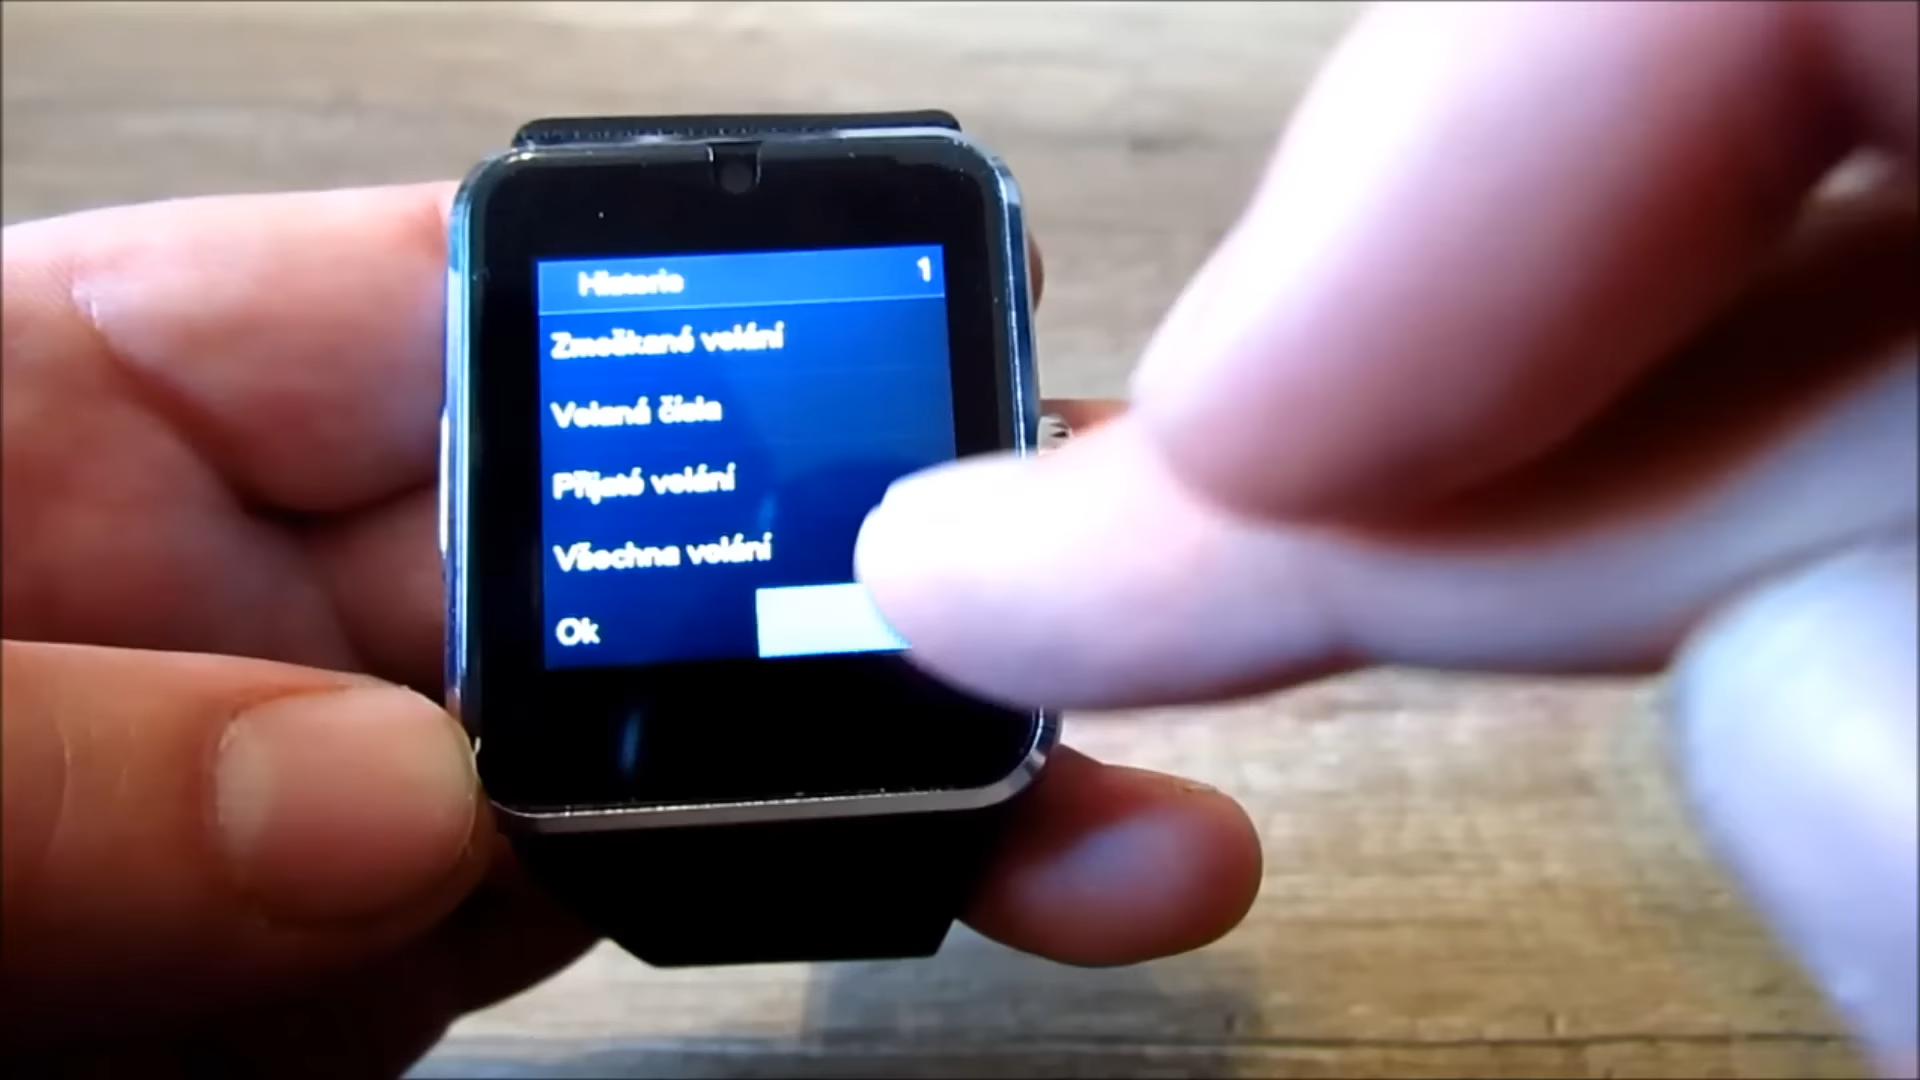 Historie 1
Zmeškané volání
Volaná čísla
Přijaté volání
Všechna volání
Ok